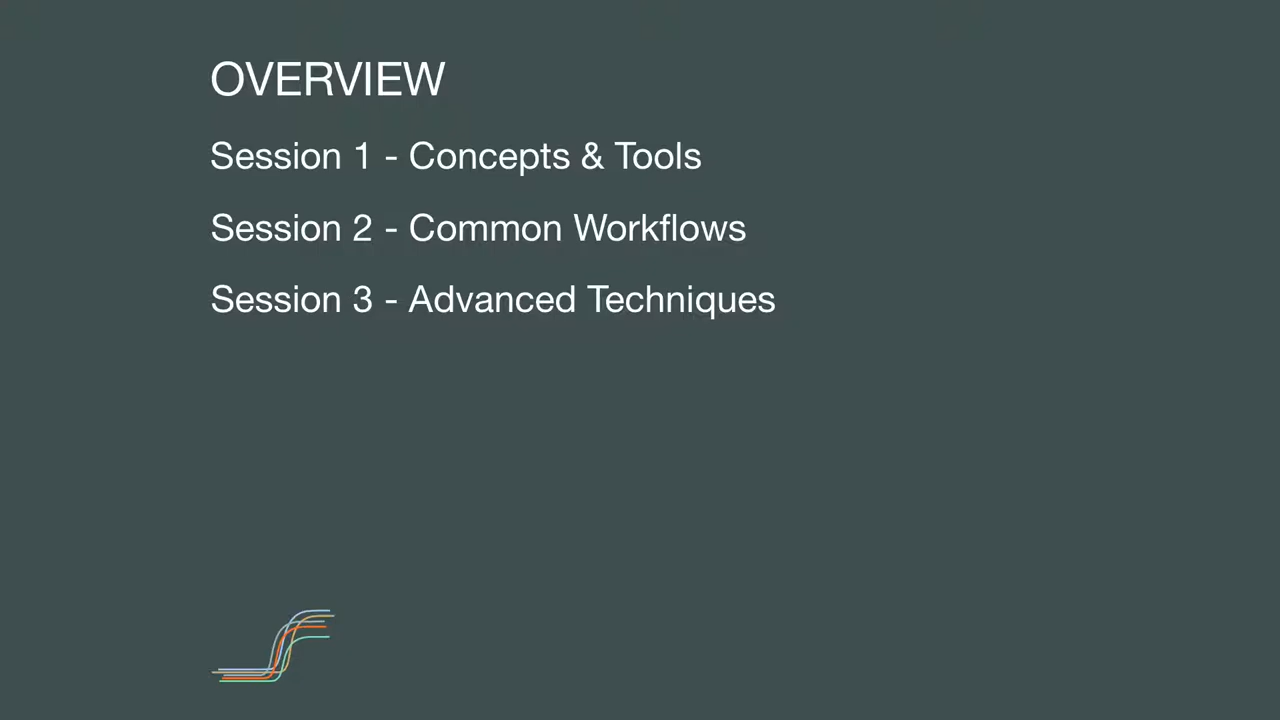 OVERVIEW
Session 1 - Concepts & Tools
Session 2 - Common Workflows
Session 3 - Advanced Techniques